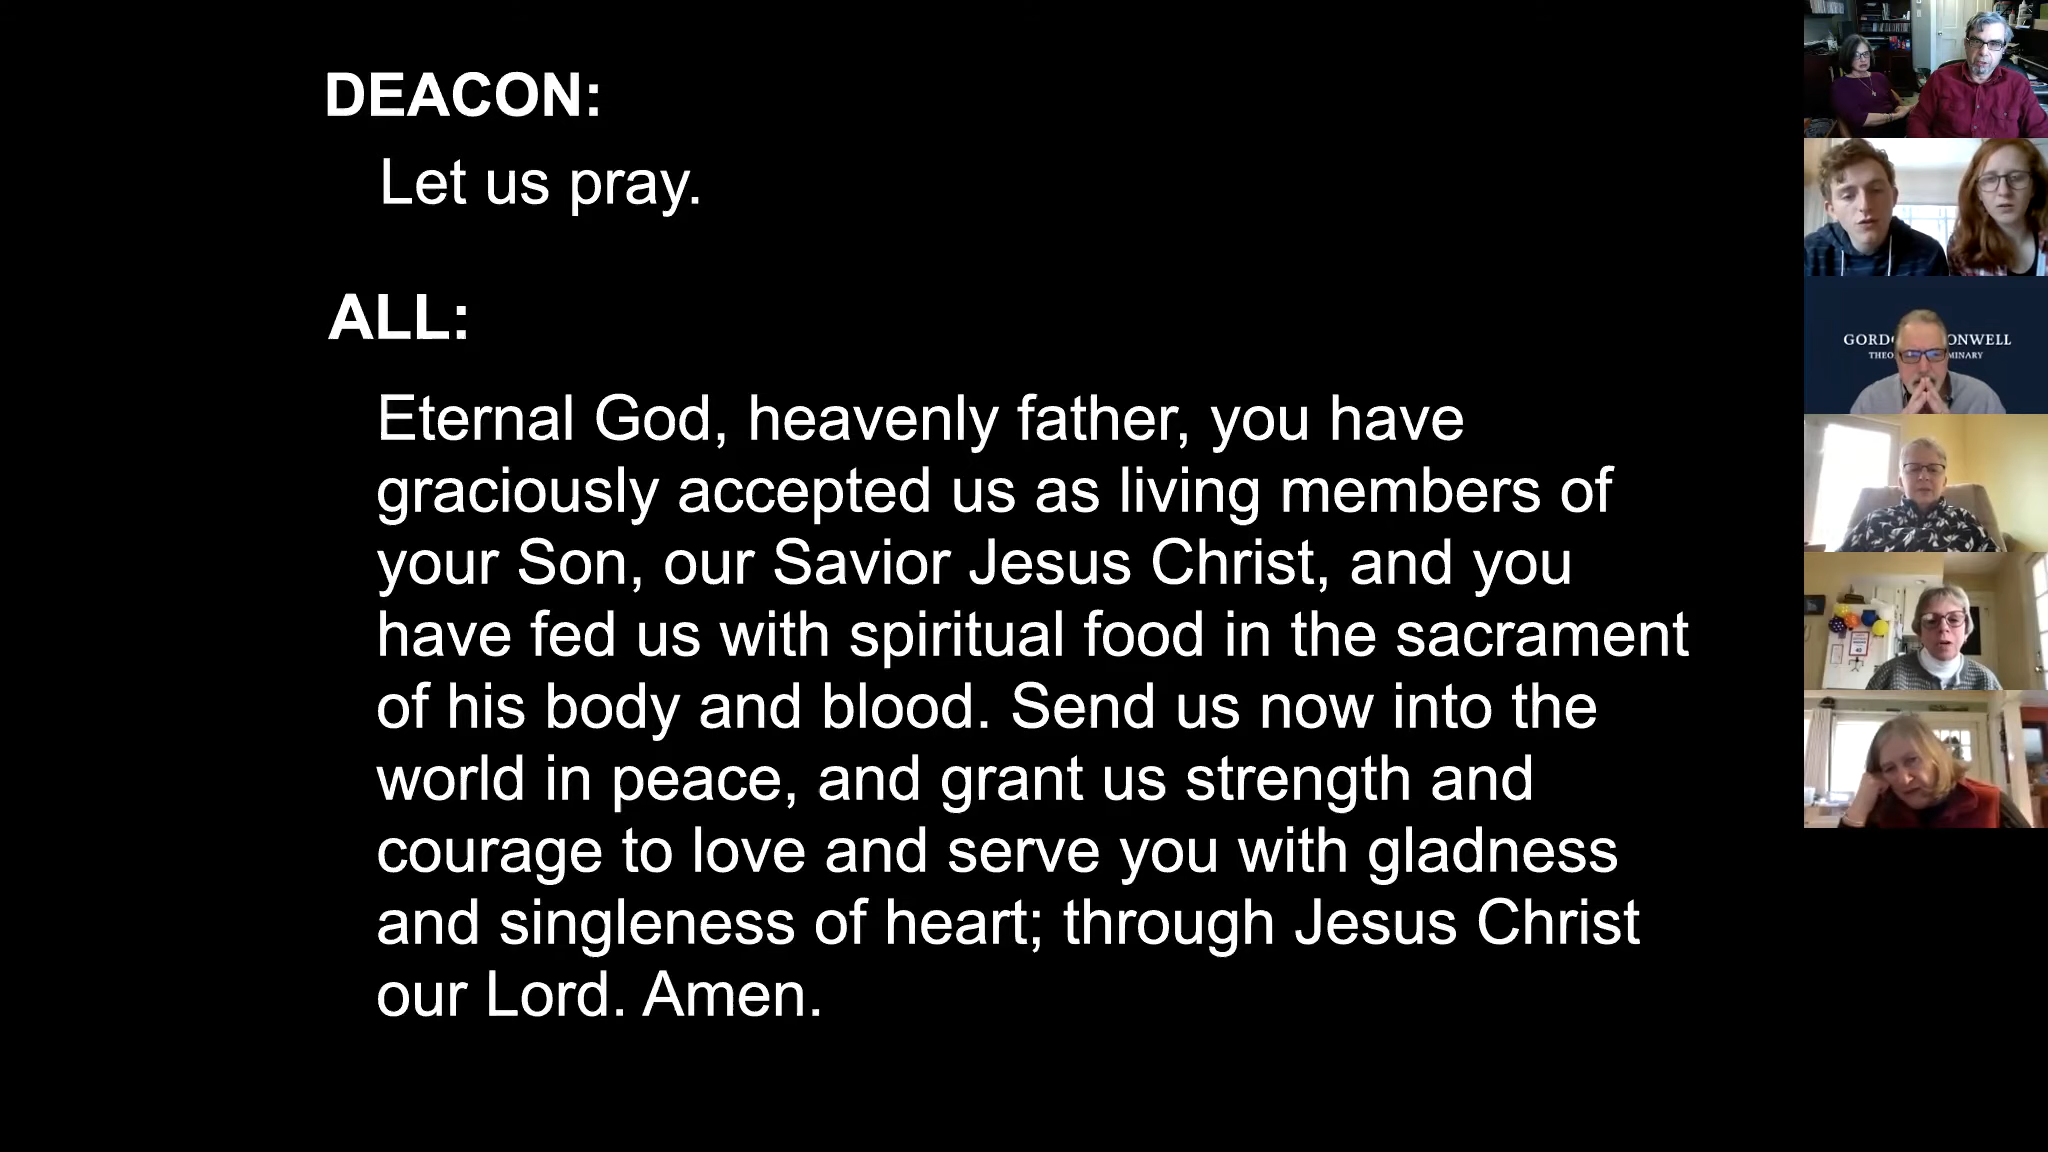 DEACON:
Let us pray.
ALL:
Eternal God, heavenly father, you have
graciously accepted us as living members of
your Son, our Savior Jesus Christ, and you
have fed us with spiritual food in the sacrament
of his body and blood. Send us now into the
world in peace, and grant us strength and
courage to love and serve you with gladness
and singleness of heart; through Jesus Christ
our Lord. Amen.